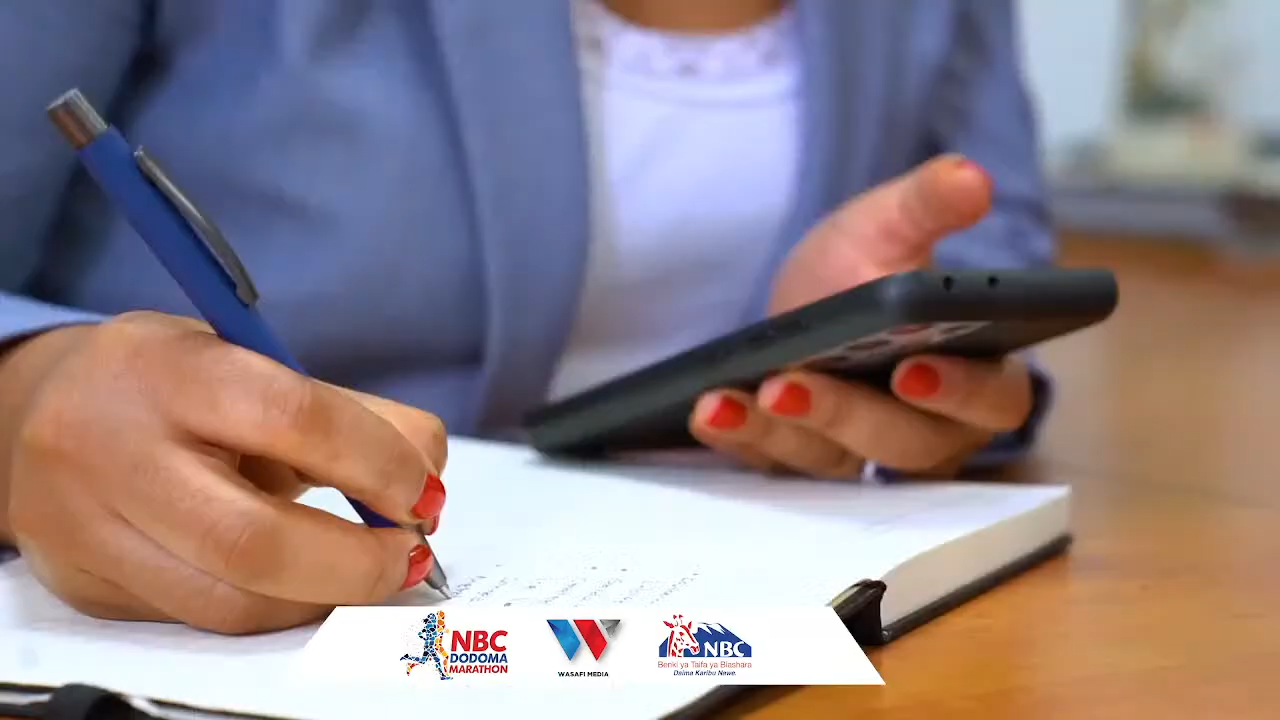 NBC
DODOMA
MARATHON
WASAFI MEDIA
NBC
Benki ya Taifa ya Biashara
Daima Karibu Nawe.